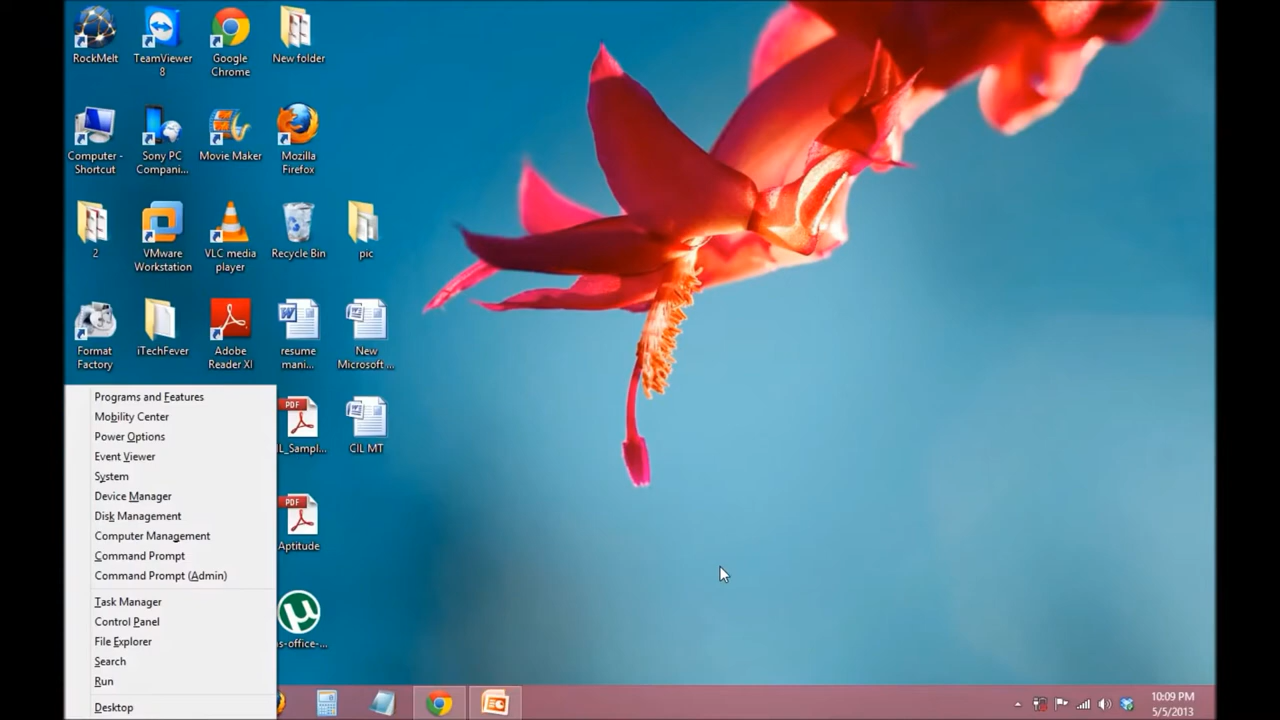 RockMelt
TeamViewer
8
Google
Chrome
New folder
Computer -
Shortcut
Sony PC
Compani...
Movie Maker
Mozilla
Firefox
2
VMware
Workstation
VLC media
player
Recycle Bin
pic
Format
Factory
iTechFever
Adobe
Reader XI
resume
mani...
New
Microsoft ...
PDF
L_Sampl...
CIL MT
PDF
Aptitude
s-office-...
Programs and Features
Mobility Center
Power Options
Event Viewer
System
Device Manager
Disk Management
Computer Management
Command Prompt
Command Prompt (Admin)
Task Manager
Control Panel
File Explorer
Search
Run
Desktop
10:09 PM
5/5/2013